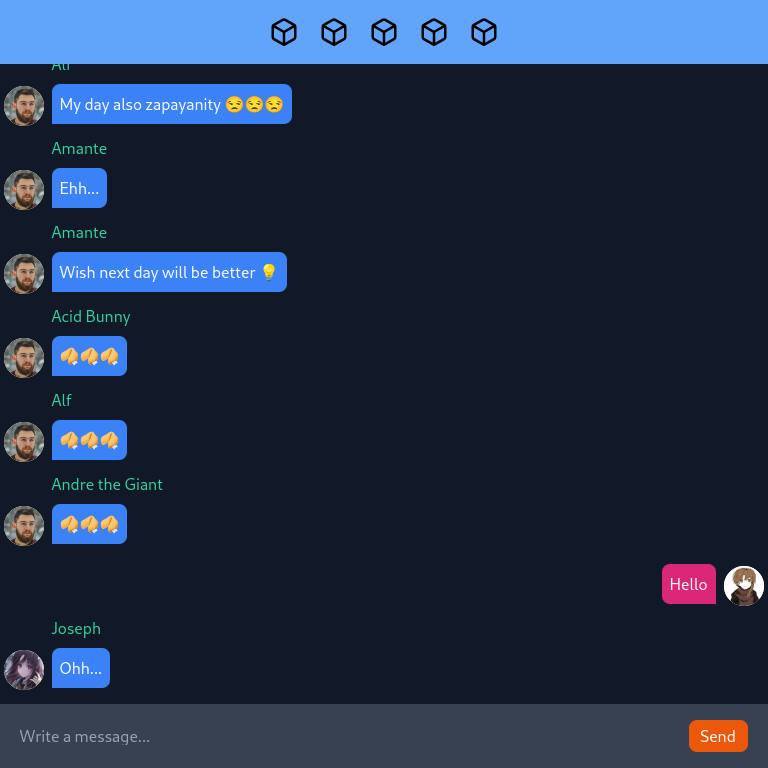 Alf
My day also zapayanity 😒😒😒
Amante
Ehh...
Amante
Wish next day will be better 💡
Acid Bunny
Alf
Andre the Giant
Hello
Joseph
Ohh...
Write a message...
Send